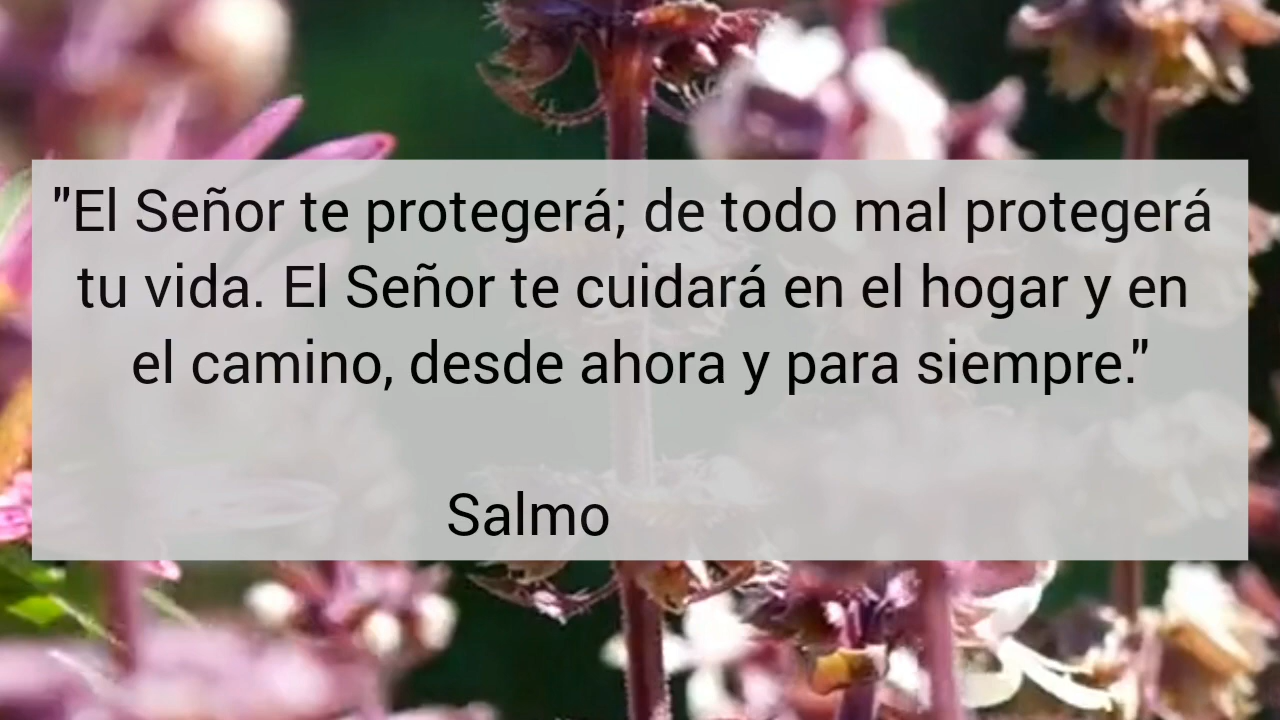 "El Señor te protegerá; de todo mal protegerá
tu vida. El Señor te cuidará en el hogar y en
el camino, desde ahora y para siempre."
Salmo